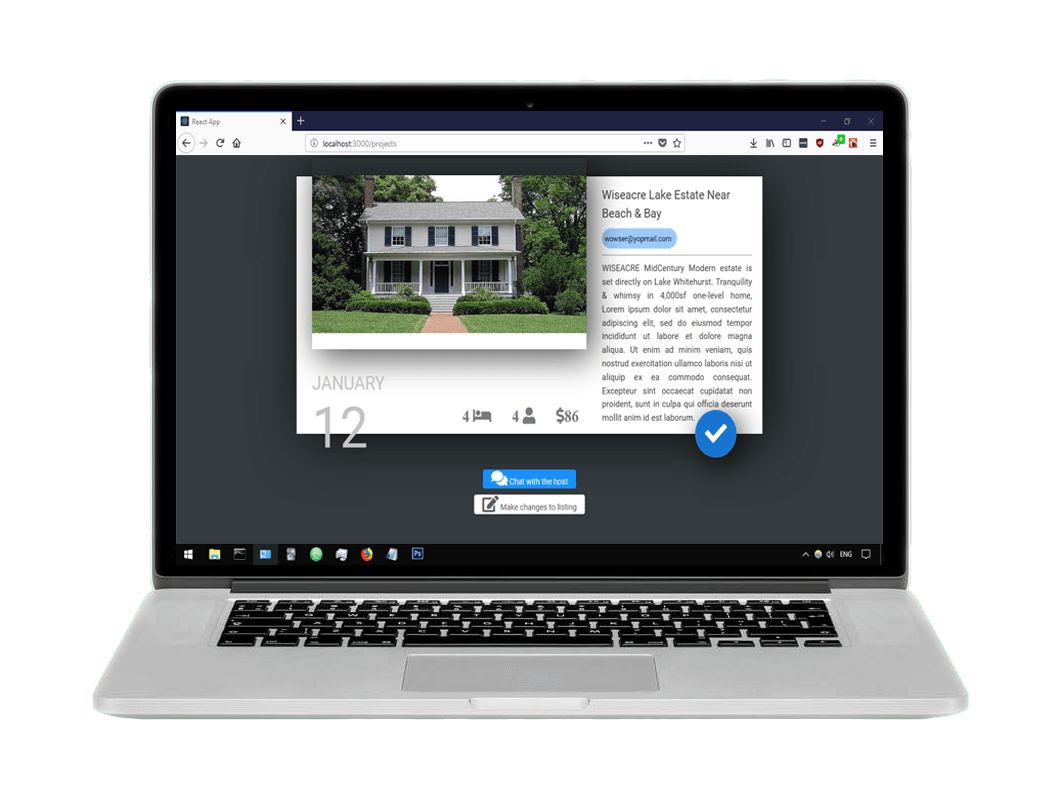 React App
localhost:3000/projects
Wiseacre Lake Estate Near
Beach & Bay
wowser@yopmail.com
WISEACRE MidCentury Modern estate is
set directly on Lake Whitehurst. Tranquility
& whimsy in 4,000sf one-level home,
Lorem ipsum dolor sit amet, consectetur
adipiscing elit, sed do eiusmod tempor
incididunt ut labore et dolore magna
aliqua. Ut enim ad minim veniam, quis
nostrud exercitation ullamco laboris nisi ut
aliquip ex ea commodo consequat.
Excepteur sint occaecat cupidatat non
proident, sunt in culpa qui officia deserunt
mollit anim id est laborum.
JANUARY
12
4 4 $86
Chat with the host
Make changes to listing
Ps
ENG